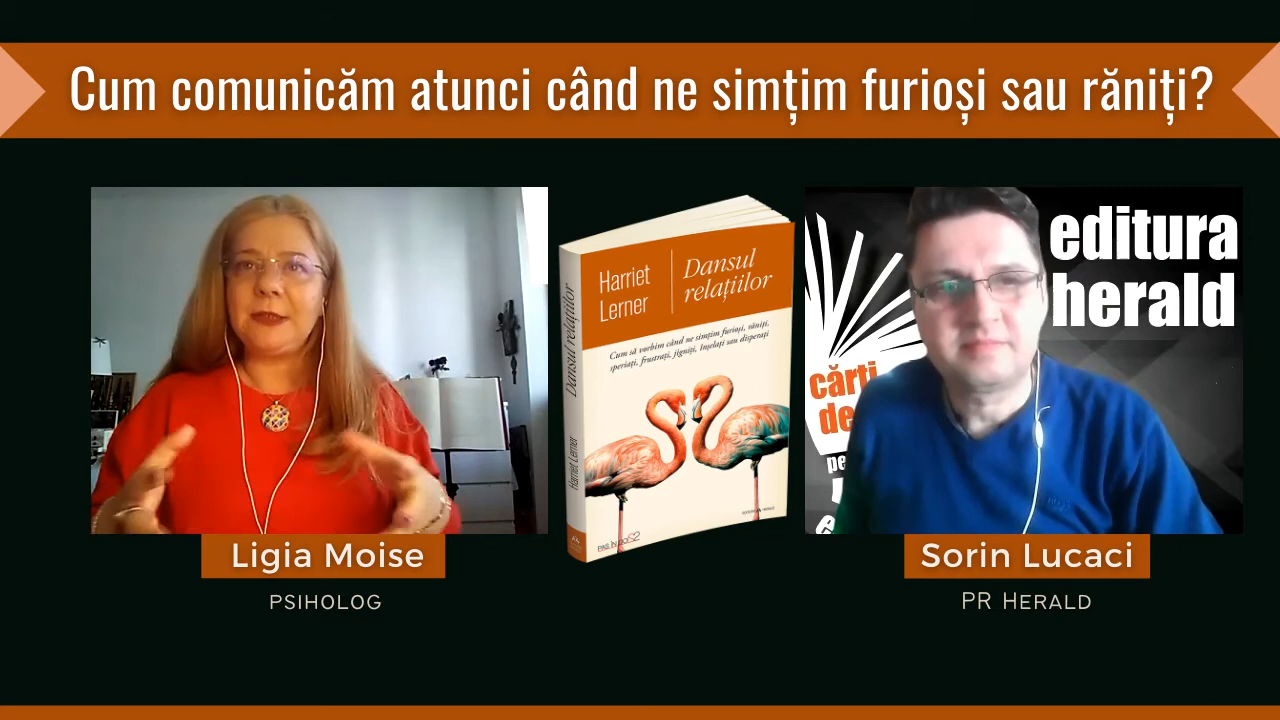 Cum comunicăm atunci când ne simțim furioși sau răniți?
Harriet
Lerner
Dansul
relațiilor
Cum să vorbim când ne simțim furioși, răniți,
speriați, frustrați, jigniți, înșelați sau disperați
Dansul relațiilor
Harriet Lerner
editura
herald
cărți
de
pe
Ligia Moise
PSIHOLOG
Sorin Lucaci
PR HERALD